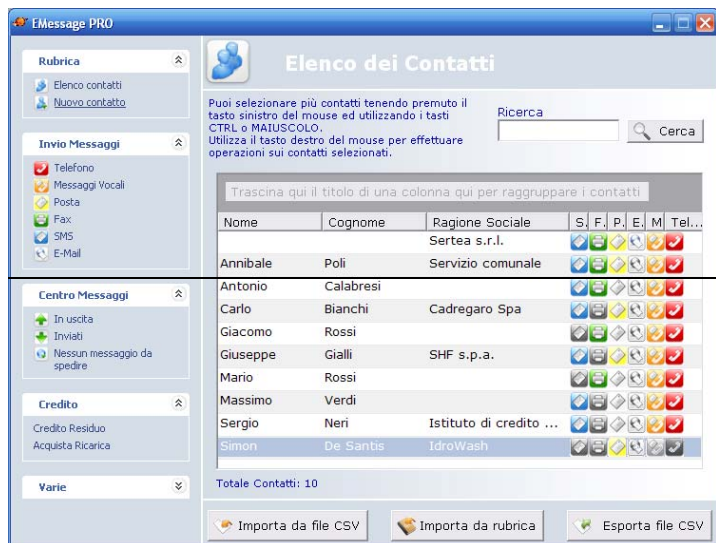 EMessage PRO
Rubrica
Elenco contatti
Nuovo contatto
Invio Messaggi
Telefono
Messaggi Vocali
Posta
Fax
SMS
E-Mail
Centro Messaggi
In uscita
Inviati
Nessun messaggio da
spedire
Credito
Credito Residuo
Acquista Ricarica
Varie
Elenco dei Contatti
Puoi selezionare più contatti tenendo premuto il
tasto sinistro del mouse ed utilizzando i tasti
CTRL o MAIUSCOLO.
Utilizza il tasto destro del mouse per effettuare
operazioni sui contatti selezionati.
Ricerca
Cerca
Trascina qui il titolo di una colonna qui per raggruppare i contatti
Nome Cognome Ragione Sociale S. F. P. E. M Tel...
Sertea s.r.l.
Annibale Poli Servizio comunale
Antonio Calabresi
Carlo Bianchi Cadregaro Spa
Giacomo Rossi
Giuseppe Gialli SHF s.p.a.
Mario Rossi
Massimo Verdi
Sergio Neri Istituto di credito ...
Simon De Santis IdroWash
Totale Contatti: 10
Importa da file CSV Importa da rubrica Esporta file CSV